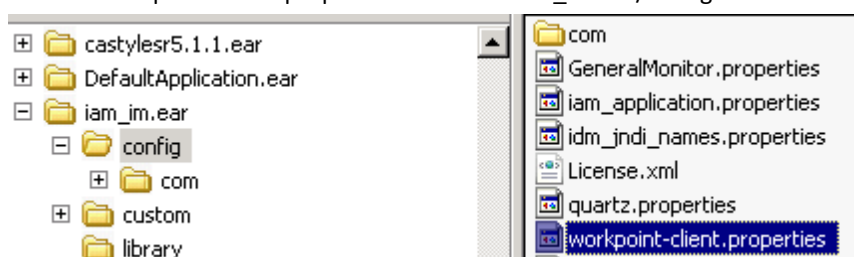 castylesr5.1.1.ear
DefaultApplication.ear
iam_im.ear
config
com
custom
library
com
GeneralMonitor.properties
iam_application.properties
idm_jndi_names.properties
License.xml
quartz.properties
workpoint-client.properties